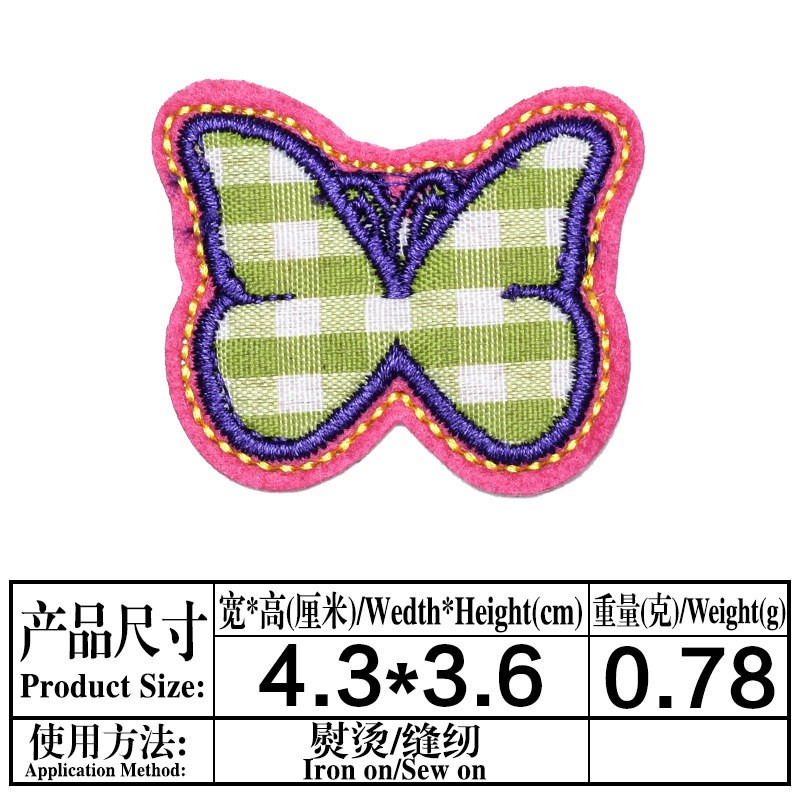 产品尺寸
Product Size:
宽*高(厘米)/Wedth*Height(cm)
4.3*3.6
重量(克)/Weight(g)
0.78
使用方法:
Application Method:
熨烫/缝纫
Iron on/Sew on